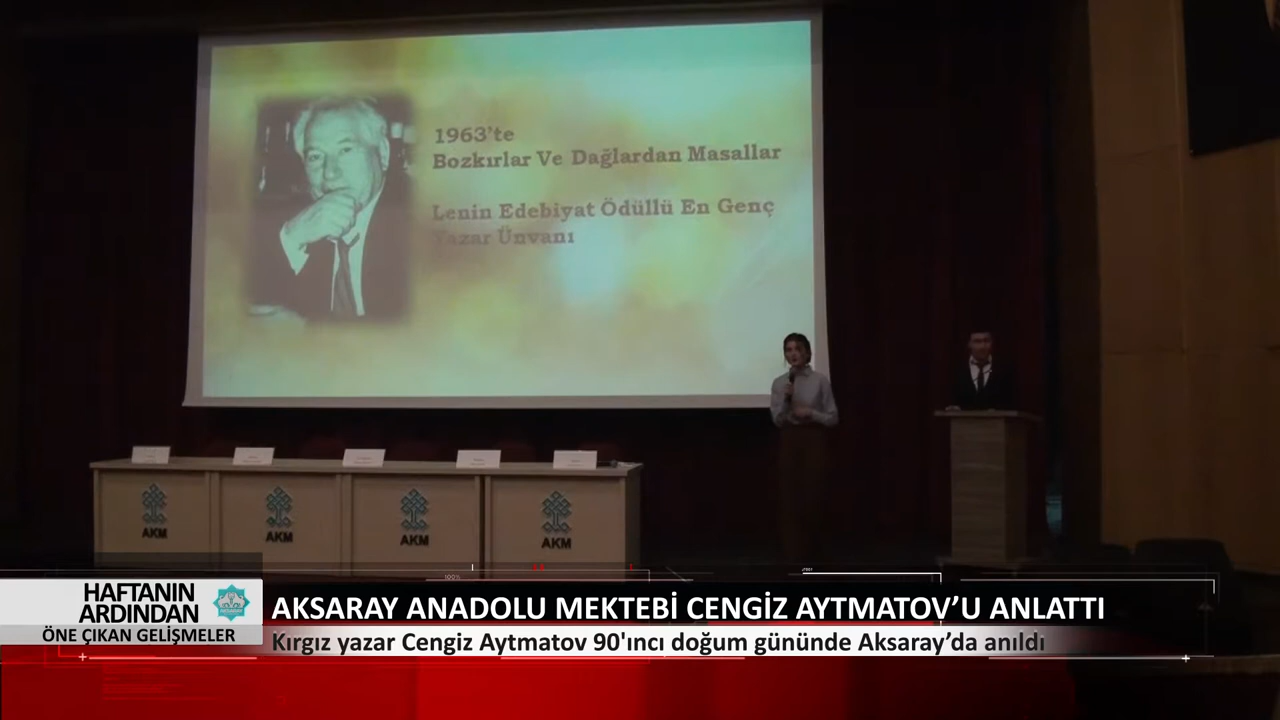 1963'te
Bozkırlar Ve Dağlardan Masallar
Lenin Edebiyat Ödüllü En Genç
Yazar Ünvanı
AKM
AKM
AKM
AKM
100%
HAFTANIN
ARDINDAN
ÖNE ÇIKAN GELİŞMELER
AKSARAY ANADOLU MEKTEBİ CENGİZ AYTMATOV’U ANLATTI
Kırgız yazar Cengiz Aytmatov 90'ıncı doğum gününde Aksaray’da anıldı